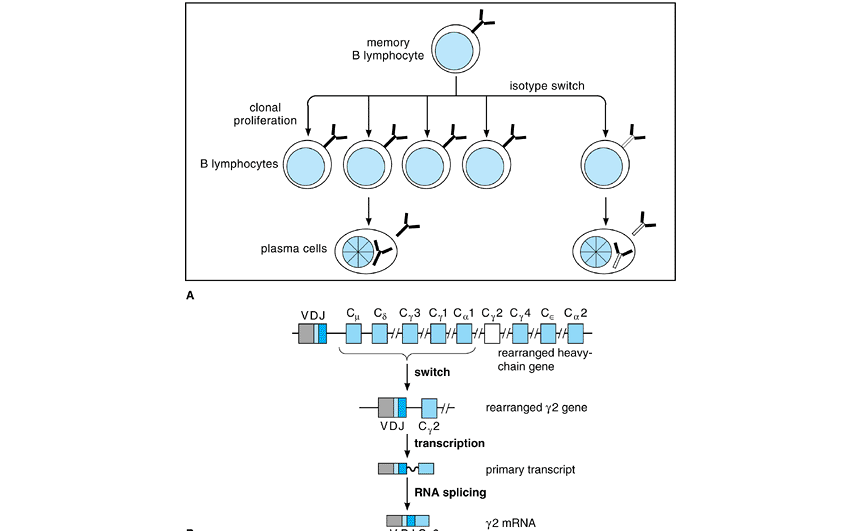 memory
B lymphocyte
isotype switch
clonal
proliferation
B lymphocytes
plasma cells
A
VDJ Cμ Cδ Cγ3 Cγ1 Cα1 Cγ2 Cγ4 Cε Cα2
rearranged heavy-
chain gene
switch
rearranged γ2 gene
VDJ Cγ2
transcription
primary transcript
RNA splicing
γ2 mRNA